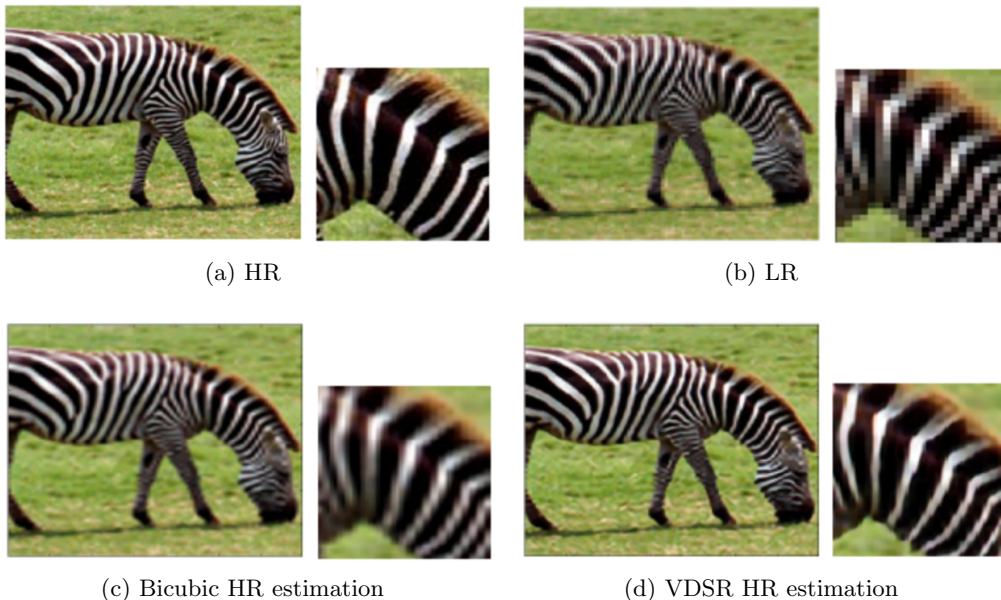 (a) HR
(b) LR
(c) Bicubic HR estimation
(d) VDSR HR estimation